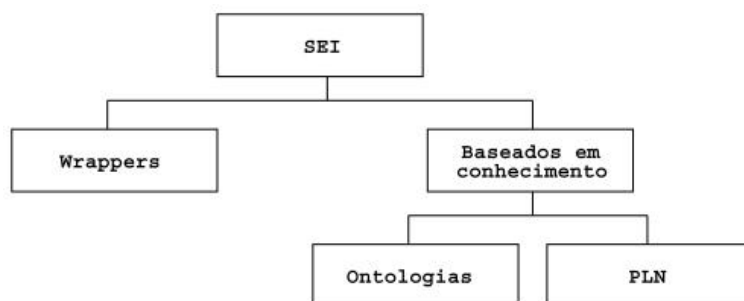 SEI
Wrappers
Baseados em
conhecimento
Ontologias
PLN